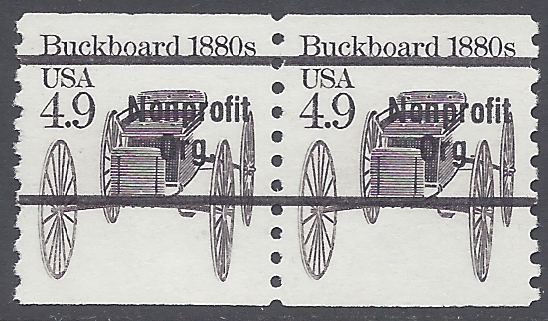 Buckboard 1880s
USA
4.9
Nonprofit
Org.
Buckboard 1880s
USA
4.9
Nonprofit
Org.